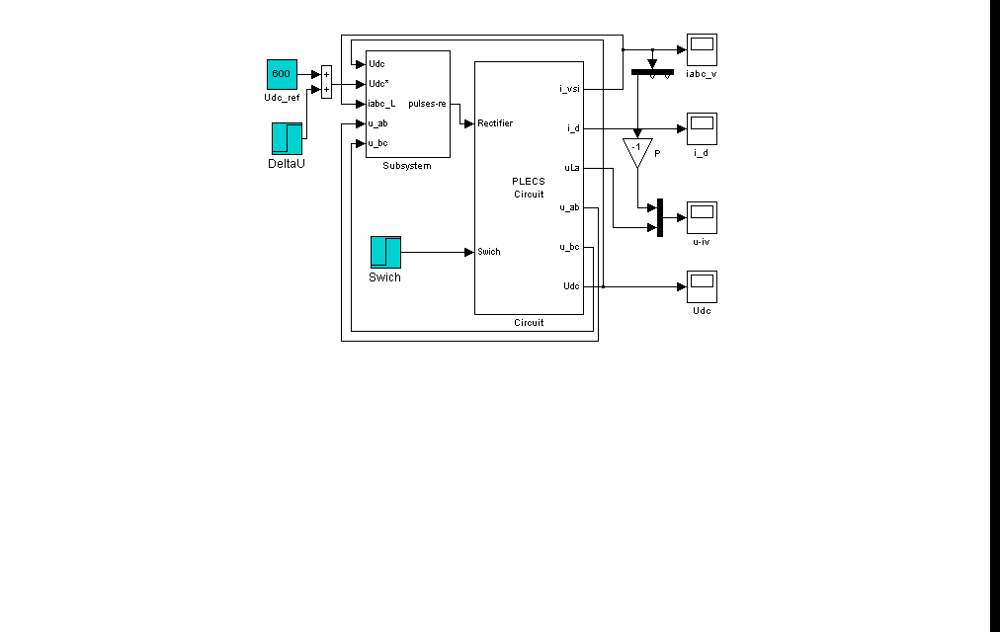 600
Udc_ref
+
+
DeltaU
Udc
Udc*
iabc_L
u_ab
u_bc
pulses-re
Subsystem
Swich
Rectifier
Swich
PLECS
Circuit
i_vsi
i_d
uLa
u_ab
u_bc
Udc
Circuit
iabc_v
i_d
-1
P
u-iv
Udc